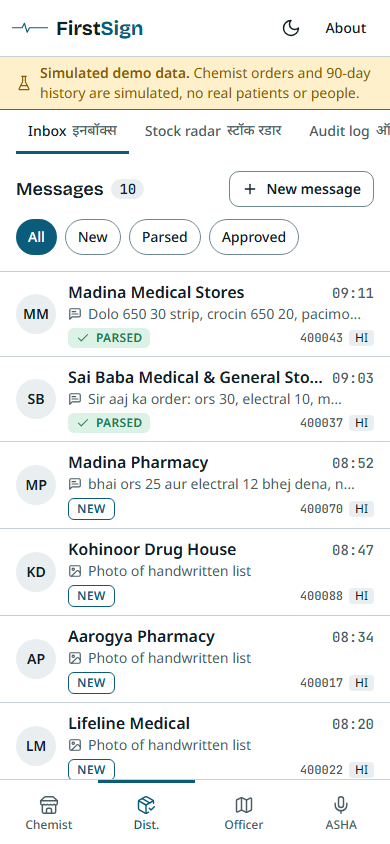 FirstSign
About
Simulated demo data. Chemist orders and 90-day
history are simulated, no real patients or people.
Inbox इनबॉक्स Stock radar स्टॉक रडार Audit log
Messages 10
+ New message
All New Parsed Approved
MM
Madina Medical Stores 09:11
Dolo 650 30 strip, crocin 650 20, pacimo...
PARSED 400043 HI
SB
Sai Baba Medical & General Sto... 09:03
Sir aaj ka order: ors 30, electral 10, m...
PARSED 400037 HI
MP
Madina Pharmacy 08:52
bhai ors 25 aur electral 12 bhej dena, n...
NEW 400070 HI
KD
Kohinoor Drug House 08:47
Photo of handwritten list
NEW 400088 HI
AP
Aarogya Pharmacy 08:34
Photo of handwritten list
NEW 400017 HI
LM
Lifeline Medical 08:20
Photo of handwritten list
NEW 400022 HI
Chemist Dist. Officer ASHA